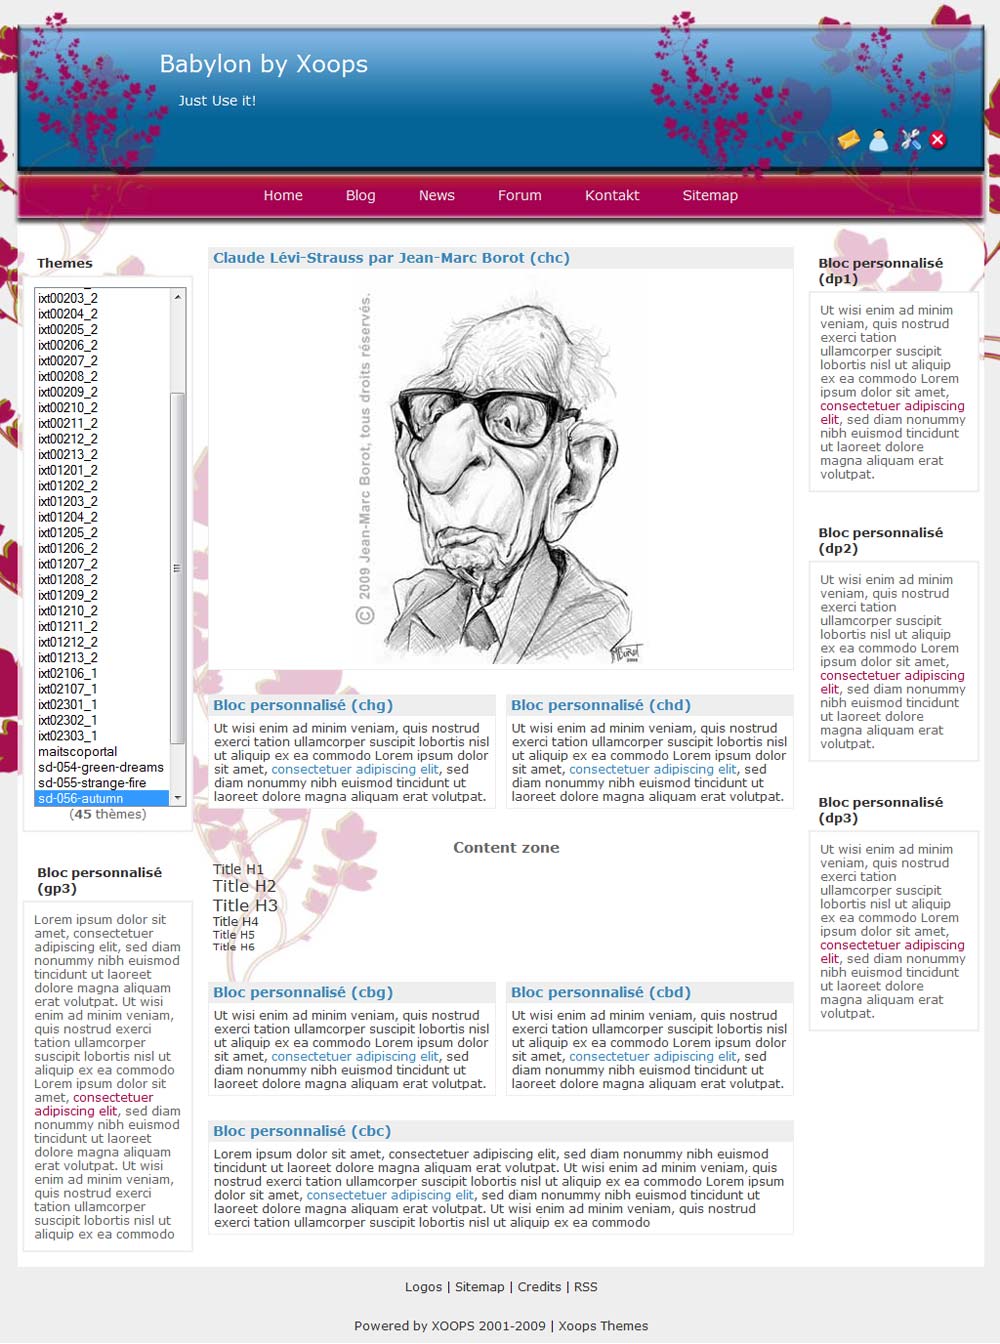 Babylon by Xoops
Just Use it!
Home Blog News Forum Kontakt Sitemap
Themes
ixt00203_2
ixt00204_2
ixt00205_2
ixt00206_2
ixt00207_2
ixt00208_2
ixt00209_2
ixt00210_2
ixt00211_2
ixt00212_2
ixt00213_2
ixt01201_2
ixt01202_2
ixt01203_2
ixt01204_2
ixt01205_2
ixt01206_2
ixt01207_2
ixt01208_2
ixt01209_2
ixt01210_2
ixt01211_2
ixt01212_2
ixt01213_2
ixt02106_1
ixt02107_1
ixt02301_1
ixt02302_1
ixt02303_1
maitscoportal
sd-054-green-dreams
sd-055-strange-fire
sd-056-autumn
(45 thèmes)
Bloc personnalisé
(gp3)
Lorem ipsum dolor sit
amet, consectetuer
adipiscing elit, sed diam
nonummy nibh euismod
tincidunt ut laoreet
dolore magna aliquam
erat volutpat. Ut wisi
enim ad minim veniam,
quis nostrud exerci
tation ullamcorper
suscipit lobortis nisl ut
aliquip ex ea commodo
Lorem ipsum dolor sit
amet, consectetuer
adipiscing elit, sed diam
nonummy nibh euismod
tincidunt ut laoreet
dolore magna aliquam
erat volutpat. Ut wisi
enim ad minim veniam,
quis nostrud exerci
tation ullamcorper
suscipit lobortis nisl ut
aliquip ex ea commodo
Claude Lévi-Strauss par Jean-Marc Borot (chc)
© 2009 Jean-Marc Borot, tous droits réservés.
Bloc personnalisé (chg)
Ut wisi enim ad minim veniam, quis nostrud
exerci tation ullamcorper suscipit lobortis nisl
ut aliquip ex ea commodo Lorem ipsum dolor
sit amet, consectetuer adipiscing elit, sed
diam nonummy nibh euismod tincidunt ut
laoreet dolore magna aliquam erat volutpat.
Bloc personnalisé (chd)
Ut wisi enim ad minim veniam, quis nostrud
exerci tation ullamcorper suscipit lobortis nisl
ut aliquip ex ea commodo Lorem ipsum dolor
sit amet, consectetuer adipiscing elit, sed
diam nonummy nibh euismod tincidunt ut
laoreet dolore magna aliquam erat volutpat.
Content zone
Title H1
Title H2
Title H3
Title H4
Title H5
Title H6
Bloc personnalisé (cbg)
Ut wisi enim ad minim veniam, quis nostrud
exerci tation ullamcorper suscipit lobortis nisl
ut aliquip ex ea commodo Lorem ipsum dolor
sit amet, consectetuer adipiscing elit, sed
diam nonummy nibh euismod tincidunt ut
laoreet dolore magna aliquam erat volutpat.
Bloc personnalisé (cbd)
Ut wisi enim ad minim veniam, quis nostrud
exerci tation ullamcorper suscipit lobortis nisl
ut aliquip ex ea commodo Lorem ipsum dolor
sit amet, consectetuer adipiscing elit, sed
diam nonummy nibh euismod tincidunt ut
laoreet dolore magna aliquam erat volutpat.
Bloc personnalisé (cbc)
Lorem ipsum dolor sit amet, consectetuer adipiscing elit, sed diam nonummy nibh euismod
tincidunt ut laoreet dolore magna aliquam erat volutpat. Ut wisi enim ad minim veniam, quis
nostrud exerci tation ullamcorper suscipit lobortis nisl ut aliquip ex ea commodo Lorem ipsum
dolor sit amet, consectetuer adipiscing elit, sed diam nonummy nibh euismod tincidunt ut
laoreet dolore magna aliquam erat volutpat. Ut wisi enim ad minim veniam, quis nostrud
exerci tation ullamcorper suscipit lobortis nisl ut aliquip ex ea commodo
Bloc personnalisé
(dp1)
Ut wisi enim ad minim
veniam, quis nostrud
exerci tation
ullamcorper suscipit
lobortis nisl ut aliquip
ex ea commodo Lorem
ipsum dolor sit amet,
consectetuer adipiscing
elit, sed diam nonummy
nibh euismod tincidunt
ut laoreet dolore
magna aliquam erat
volutpat.
Bloc personnalisé
(dp2)
Ut wisi enim ad minim
veniam, quis nostrud
exerci tation
ullamcorper suscipit
lobortis nisl ut aliquip
ex ea commodo Lorem
ipsum dolor sit amet,
consectetuer adipiscing
elit, sed diam nonummy
nibh euismod tincidunt
ut laoreet dolore
magna aliquam erat
volutpat.
Bloc personnalisé
(dp3)
Ut wisi enim ad minim
veniam, quis nostrud
exerci tation
ullamcorper suscipit
lobortis nisl ut aliquip
ex ea commodo Lorem
ipsum dolor sit amet,
consectetuer adipiscing
elit, sed diam nonummy
nibh euismod tincidunt
ut laoreet dolore
magna aliquam erat
volutpat.
Logos | Sitemap | Credits | RSS
Powered by XOOPS 2001-2009 | Xoops Themes